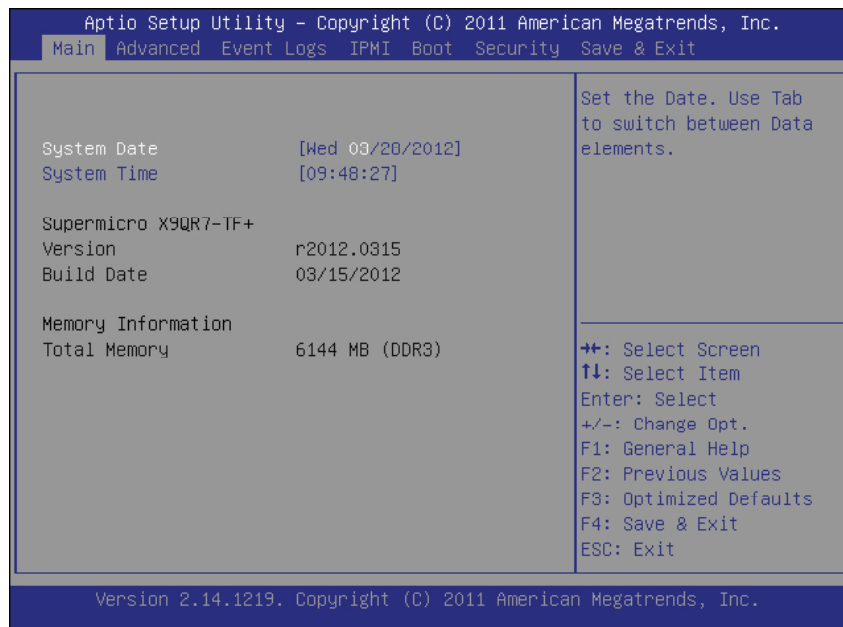 Aptio Setup Utility – Copyright (C) 2011 American Megatrends, Inc.
Main Advanced Event Logs IPMI Boot Security Save & Exit
System Date [Wed 03/28/2012]
System Time [09:48:27]
Supermicro X9QR7-TF+
Version r2012.0315
Build Date 03/15/2012
Memory Information
Total Memory 6144 MB (DDR3)
Set the Date. Use Tab
to switch between Data
elements.
→←: Select Screen
↑↓: Select Item
Enter: Select
+/-: Change Opt.
F1: General Help
F2: Previous Values
F3: Optimized Defaults
F4: Save & Exit
ESC: Exit
Version 2.14.1219. Copyright (C) 2011 American Megatrends, Inc.